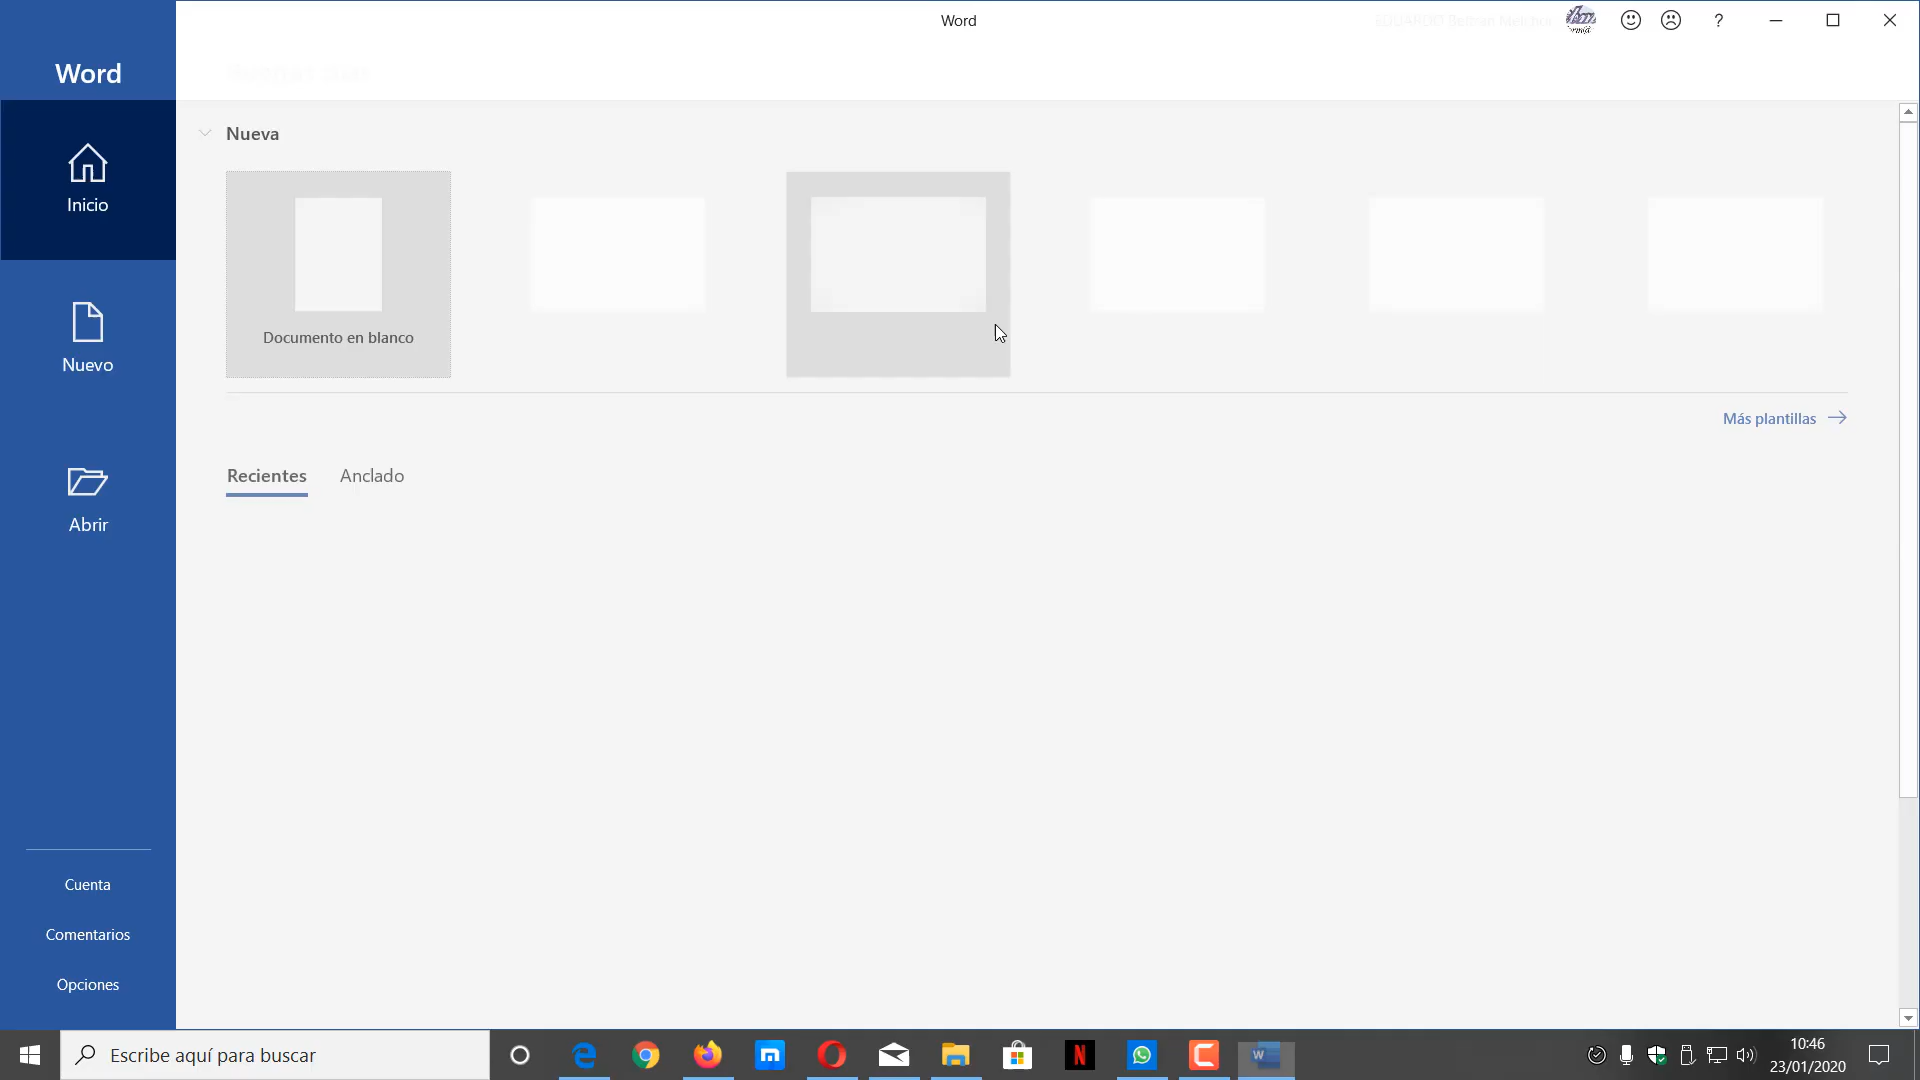 Word
Word
?
Inicio
Nuevo
Abrir
Cuenta
Comentarios
Opciones
Nueva
Documento en blanco
Más plantillas
Recientes
Anclado
Escribe aquí para buscar
10:46
23/01/2020